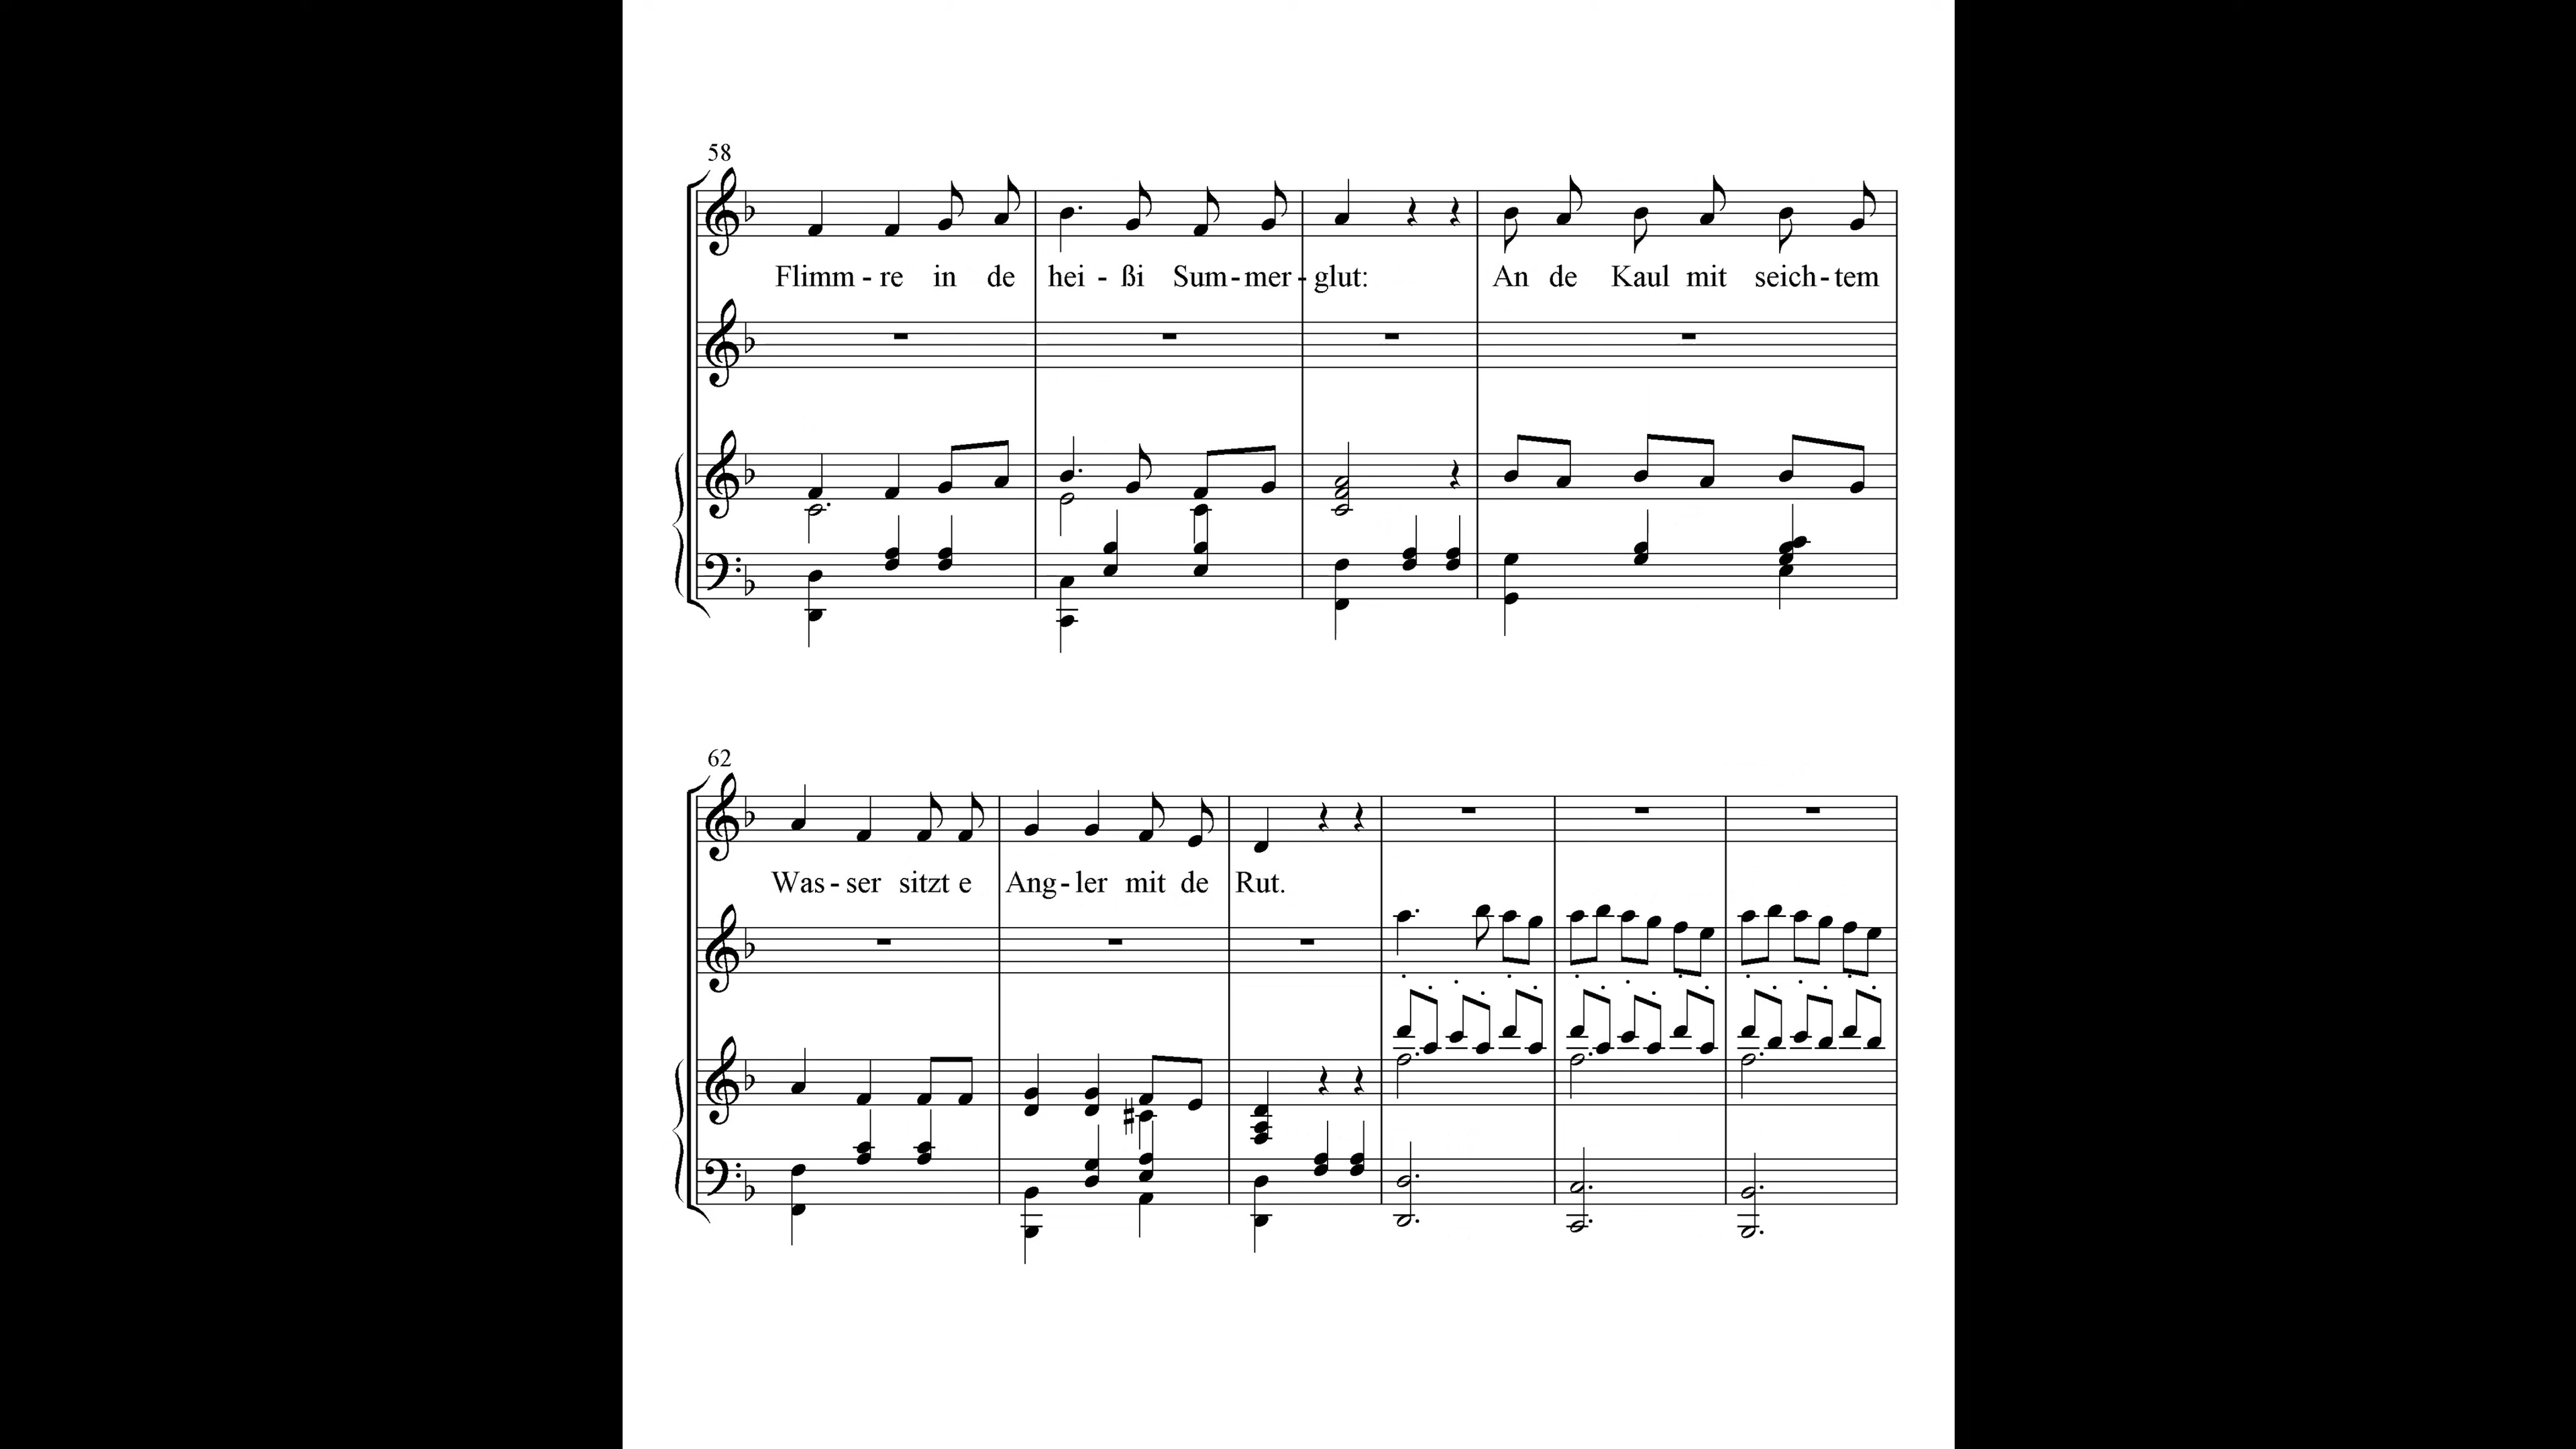 58
Flimm - re in de hei - ßi Sum - mer - glut: An de Kaul mit seich - tem
62
Was - ser sitzt e Ang - ler mit de Rut.